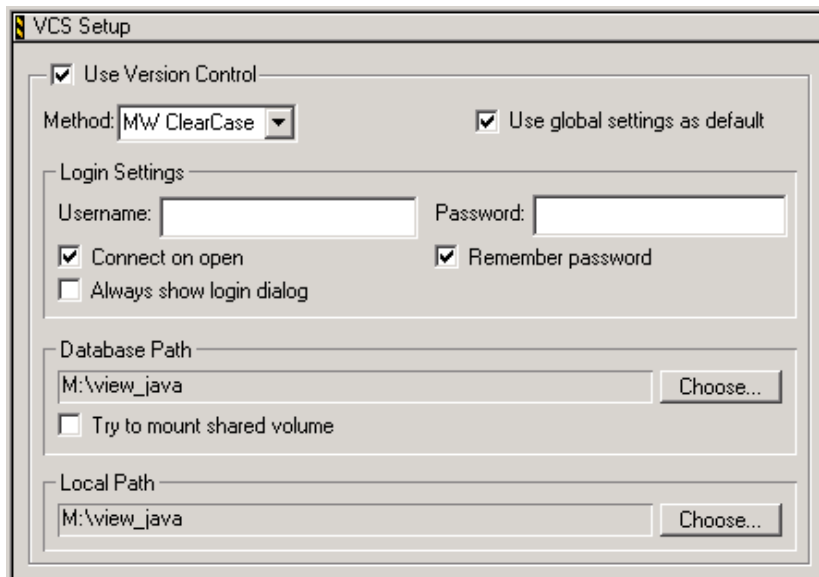 VCS Setup
Use Version Control
Method: MW ClearCase
Use global settings as default
Login Settings
Username:
Password:
Connect on open
Remember password
Always show login dialog
Database Path
M:\view_java
Choose...
Try to mount shared volume
Local Path
M:\view_java
Choose...